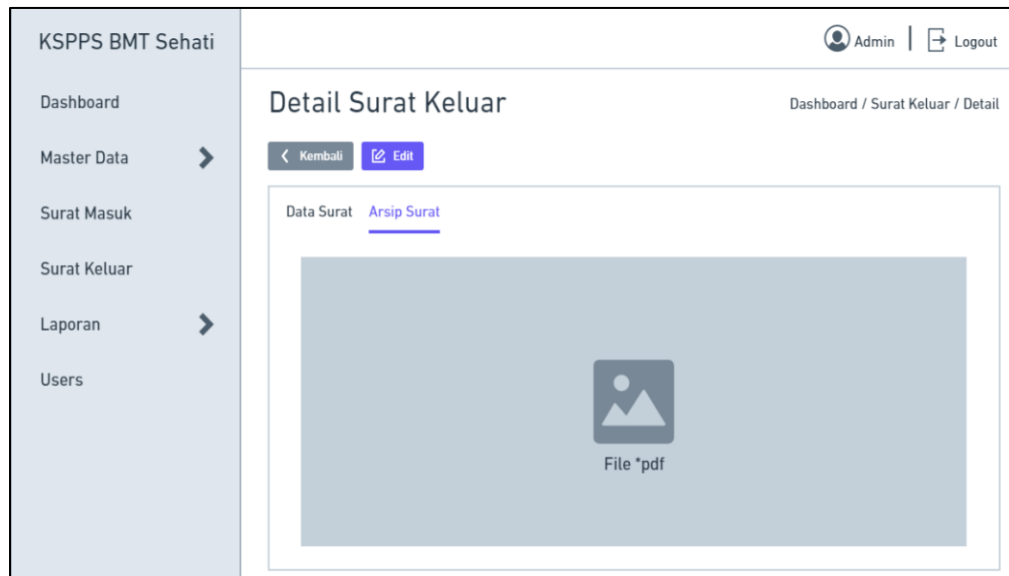 KSPPS BMT Sehati
Admin | Logout
Dashboard
Master Data
Surat Masuk
Surat Keluar
Laporan
Users
Detail Surat Keluar
Dashboard / Surat Keluar / Detail
Kembali
Edit
Data Surat
Arsip Surat
File *pdf